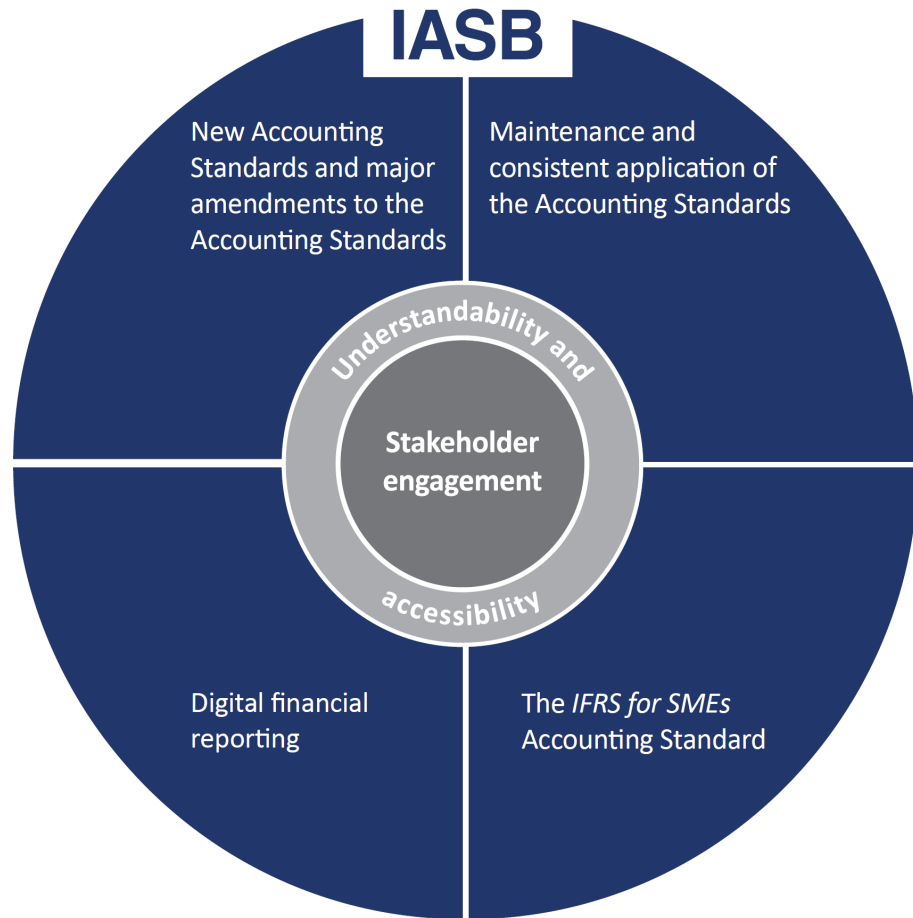 IASB
New Accounting
Standards and major
amendments to the
Accounting Standards
Maintenance and
consistent application of
the Accounting Standards
Understandability and
accessibility
Stakeholder
engagement
Digital financial
reporting
The IFRS for SMEs
Accounting Standard